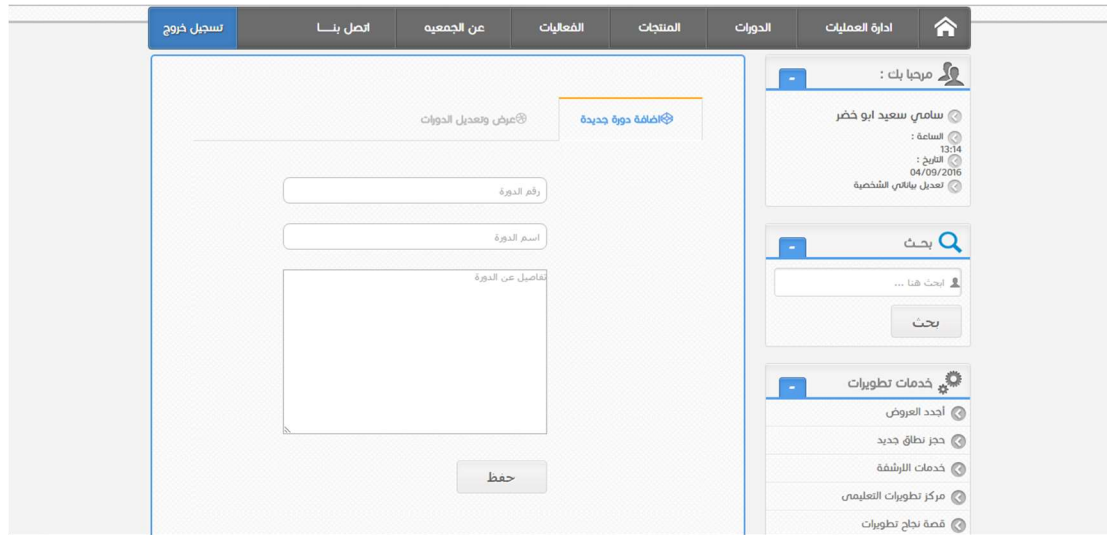 ادارة العمليات
الدورات
المنتجات
الفعاليات
عن الجمعيه
اتصل بنـــا
تسجيل خروج
مرحبا بك :
-
سامي سعيد ابو خضر
الساعة :
13:14
التاريخ :
04/09/2016
تعديل بياناتي الشخصية
بحـث
-
ابحث هنا ...
بحث
خدمات تطويرات
-
أجدد العروض
حجز نطاق جديد
خدمات الارشفة
مركز تطويرات التعليمى
قصة نجاح تطويرات
اضافة دورة جديدة
عرض وتعديل الدورات
رقم الدورة
اسم الدورة
تفاصيل عن الدورة
حفظ